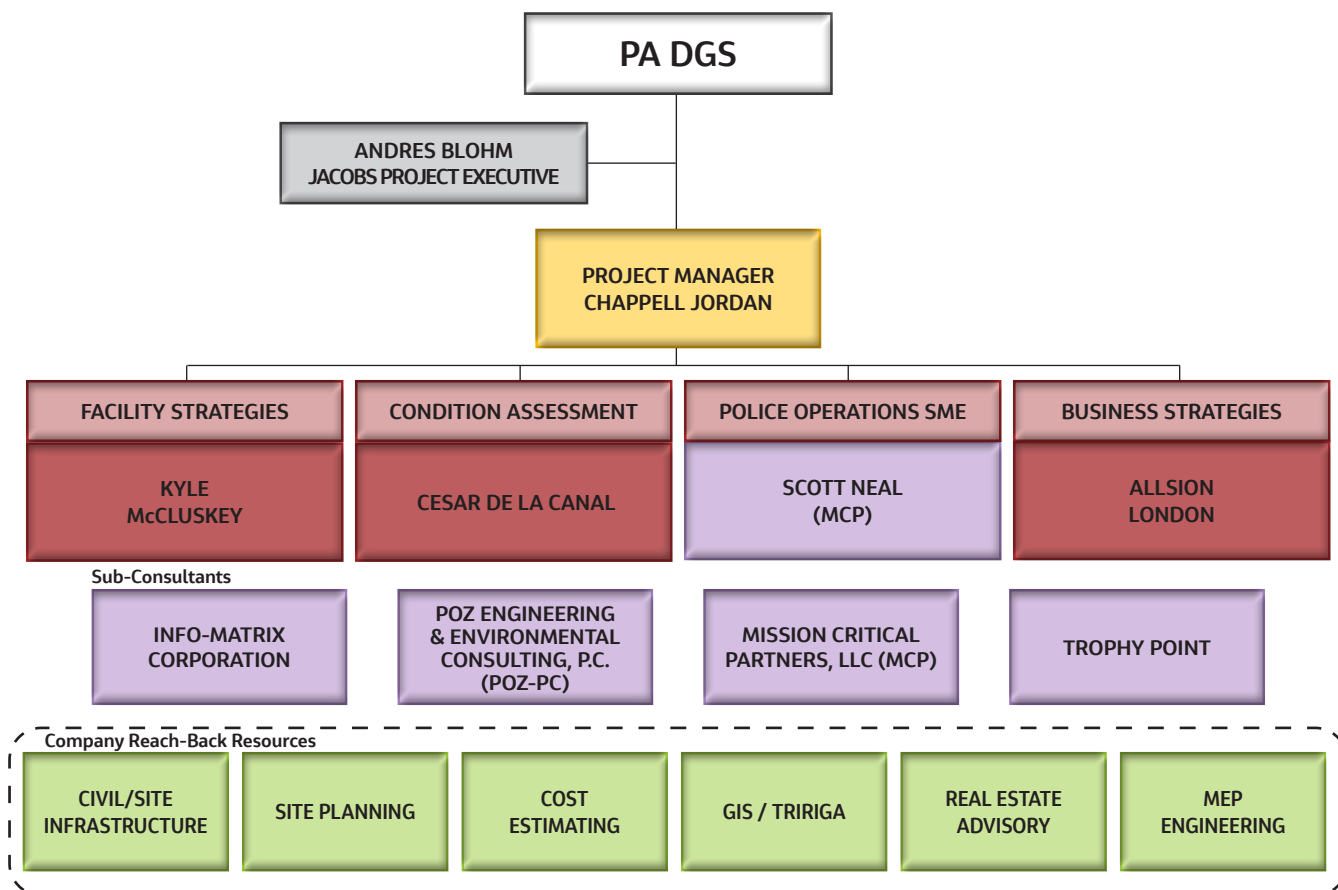 PA DGS
ANDRES BLOHM
JACOBS PROJECT EXECUTIVE
PROJECT MANAGER
CHAPPELL JORDAN
FACILITY STRATEGIES
CONDITION ASSESSMENT
POLICE OPERATIONS SME
BUSINESS STRATEGIES
KYLE
McCLUSKEY
CESAR DE LA CANAL
SCOTT NEAL
(MCP)
ALLSION
LONDON
Sub-Consultants
INFO-MATRIX
CORPORATION
POZ ENGINEERING
& ENVIRONMENTAL
CONSULTING, P.C.
(POZ-PC)
MISSION CRITICAL
PARTNERS, LLC (MCP)
TROPHY POINT
Company Reach-Back Resources
CIVIL/SITE
INFRASTRUCTURE
SITE PLANNING
COST
ESTIMATING
GIS / TRIRIGA
REAL ESTATE
ADVISORY
MEP
ENGINEERING